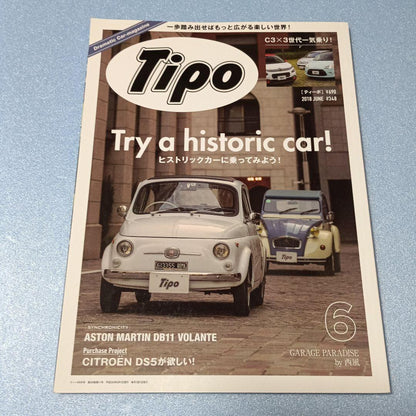 一歩踏み出せばもっと広がる楽しい世界!
Dramatic Car-magazine
Tipo
C3×3世代一気乗り!
[ティーポ] ¥690
2018 JUNE #348
Try a historic car!
ヒストリックカーに乗ってみよう!
Tipo
Tipo
SYNCHRONICITY
ASTON MARTIN DB11 VOLANTE
Purchase Project
CITROËN DS5が欲しい!
6
GARAGE PARADISE
by 西風